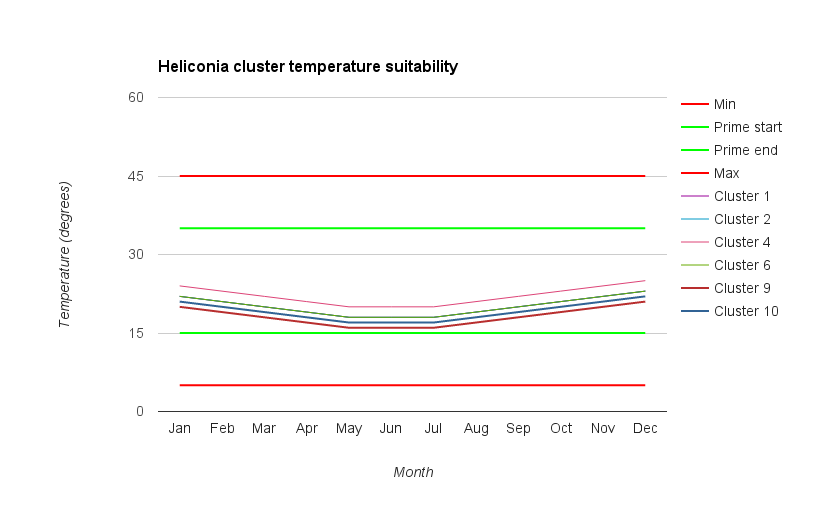 Heliconia cluster temperature suitability
60
45
30
15
0
Temperature (degrees)
Jan Feb Mar Apr May Jun Jul Aug Sep Oct Nov Dec
Month
Min
Prime start
Prime end
Max
Cluster 1
Cluster 2
Cluster 4
Cluster 6
Cluster 9
Cluster 10